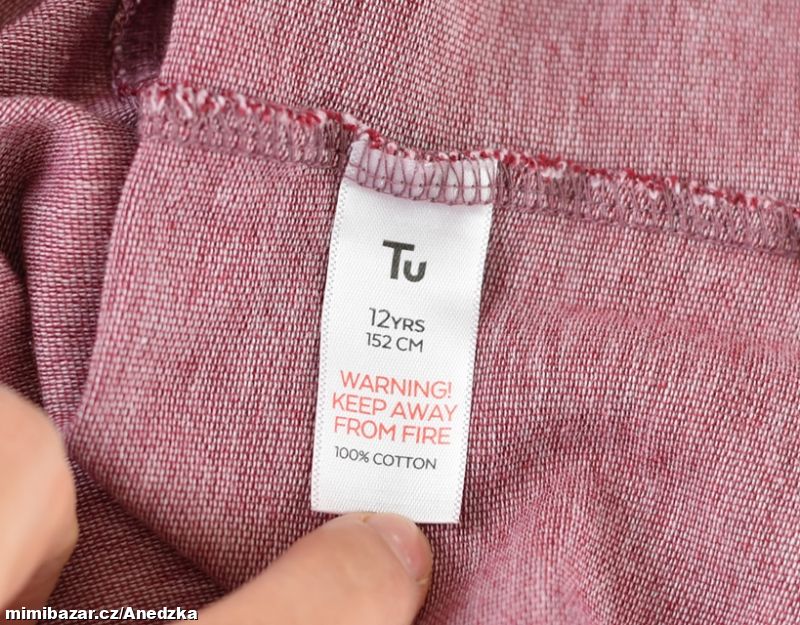 Tu
12YRS
152 CM
WARNING!
KEEP AWAY
FROM FIRE
100% COTTON
mimibazar.cz/Anedzka